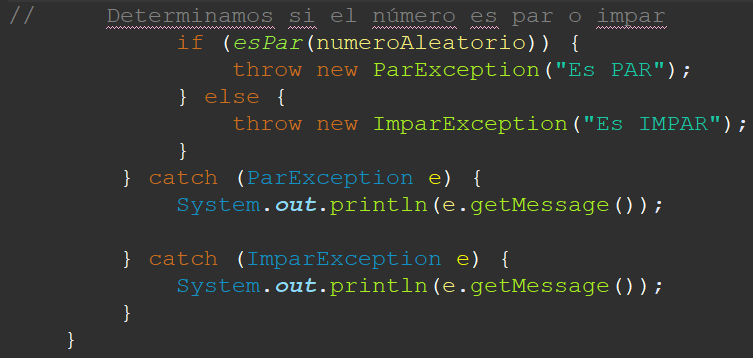 //     Determinamos si el número es par o impar
            if (esPar(numeroAleatorio)) {
                throw new ParException("Es PAR");
            } else {
                throw new ImparException("Es IMPAR");
            }
        } catch (ParException e) {
            System.out.println(e.getMessage());

        } catch (ImparException e) {
            System.out.println(e.getMessage());
        }
    }